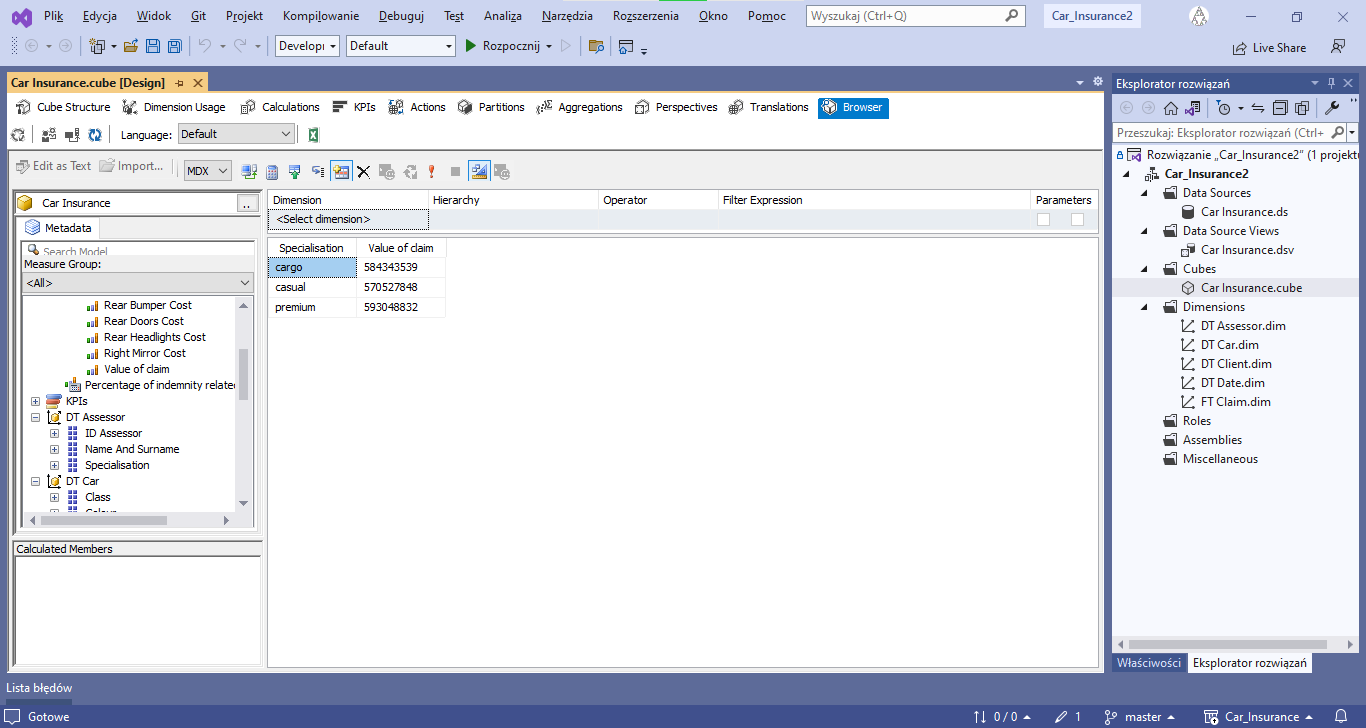 Plik Edycja Widok Git Projekt Kompilowanie Debuguj Test Analiza Narzędzia Rozszerzenia Okno Pomoc Wyszukaj (Ctrl+Q) Car_Insurance2
Developi Default Rozpocznij Live Share
Car Insurance.cube [Design]
Cube Structure Dimension Usage Calculations KPIs Actions Partitions Aggregations Perspectives Translations Browser
Language: Default
Edit as Text Import... MDX
Car Insurance ..
Metadata
Search Model
Measure Group:
<All>
Rear Bumper Cost
Rear Doors Cost
Rear Headlights Cost
Right Mirror Cost
Value of claim
Percentage of indemnity relate
KPIs
DT Assessor
ID Assessor
Name And Surname
Specialisation
DT Car
Class
Colour
Calculated Members
Dimension Hierarchy Operator Filter Expression Parameters
<Select dimension>
Specialisation Value of claim
cargo 584343539
casual 570527848
premium 593048832
Eksplorator rozwiązań
Przeszukaj: Eksplorator rozwiązań (Ctrl+
Rozwiązanie „Car_Insurance2” (1 projektu
Car_Insurance2
Data Sources
Car Insurance.ds
Data Source Views
Car Insurance.dsv
Cubes
Car Insurance.cube
Dimensions
DT Assessor.dim
DT Car.dim
DT Client.dim
DT Date.dim
FT Claim.dim
Roles
Assemblies
Miscellaneous
Właściwości Eksplorator rozwiązań
Lista błędów
Gotowe 0 / 0 1 master Car_Insurance